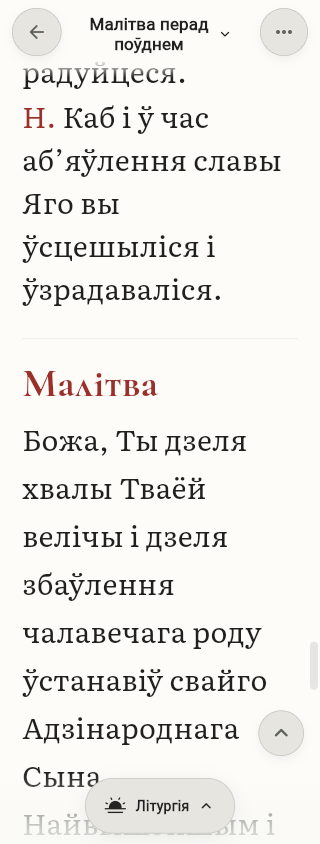 Малітва перад
поўднем
радуйцеся.
Н. Каб і ў час
аб’яўлення славы
Яго вы
ўсцешыліся і
ўзрадаваліся.
Малітва
Божа, Ты дзеля
хвалы Тваёй
велічы і дзеля
збаўлення
чалавечага роду
ўстанавіў свайго
Адзінароднага
Сына
Літургія
і